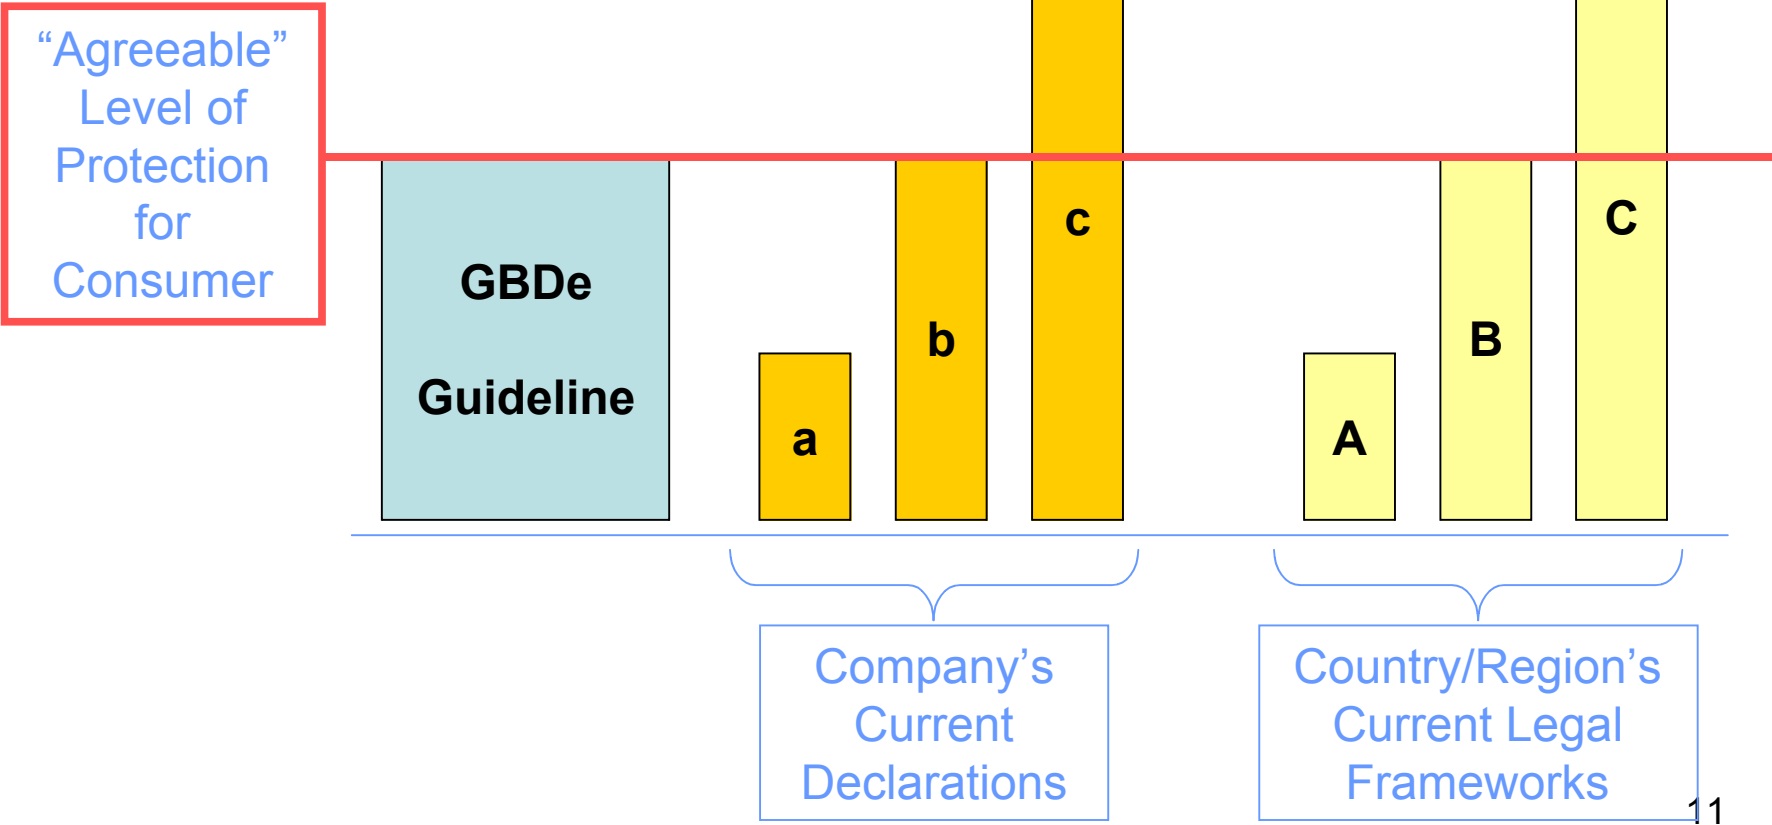 “Agreeable”
Level of
Protection
for
Consumer
GBDe
Guideline
a
b
c
A
B
C
Company’s
Current
Declarations
Country/Region’s
Current Legal
Frameworks
11